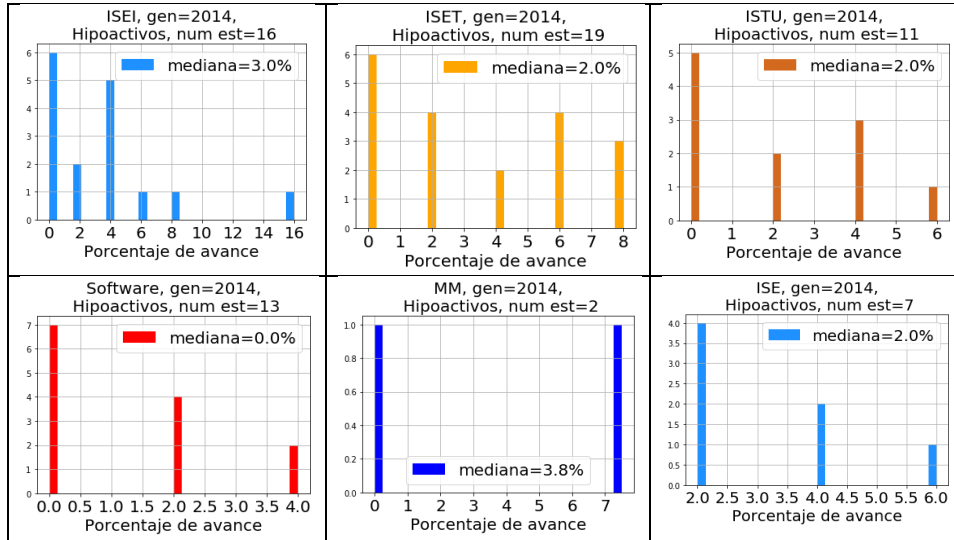 ISEI, gen=2014,
Hipoactivos, num est=16
6
5
4
3
2
1
0
mediana=3.0%
0 2 4 6 8 10 12 14 16
Porcentaje de avance
ISET, gen=2014,
Hipoactivos, num est=19
6
5
4
3
2
1
0
mediana=2.0%
0 1 2 3 4 5 6 7 8
Porcentaje de avance
ISTU, gen=2014,
Hipoactivos, num est=11
5
4
3
2
1
0
mediana=2.0%
0 1 2 3 4 5 6
Porcentaje de avance
Software, gen=2014,
Hipoactivos, num est=13
7
6
5
4
3
2
1
0
mediana=0.0%
0.0 0.5 1.0 1.5 2.0 2.5 3.0 3.5 4.0
Porcentaje de avance
MM, gen=2014,
Hipoactivos, num est=2
1.0
0.8
0.6
0.4
0.2
0.0
mediana=3.8%
0 1 2 3 4 5 6 7
Porcentaje de avance
ISE, gen=2014,
Hipoactivos, num est=7
4.0
3.5
3.0
2.5
2.0
1.5
1.0
0.5
0.0
mediana=2.0%
2.0 2.5 3.0 3.5 4.0 4.5 5.0 5.5 6.0
Porcentaje de avance